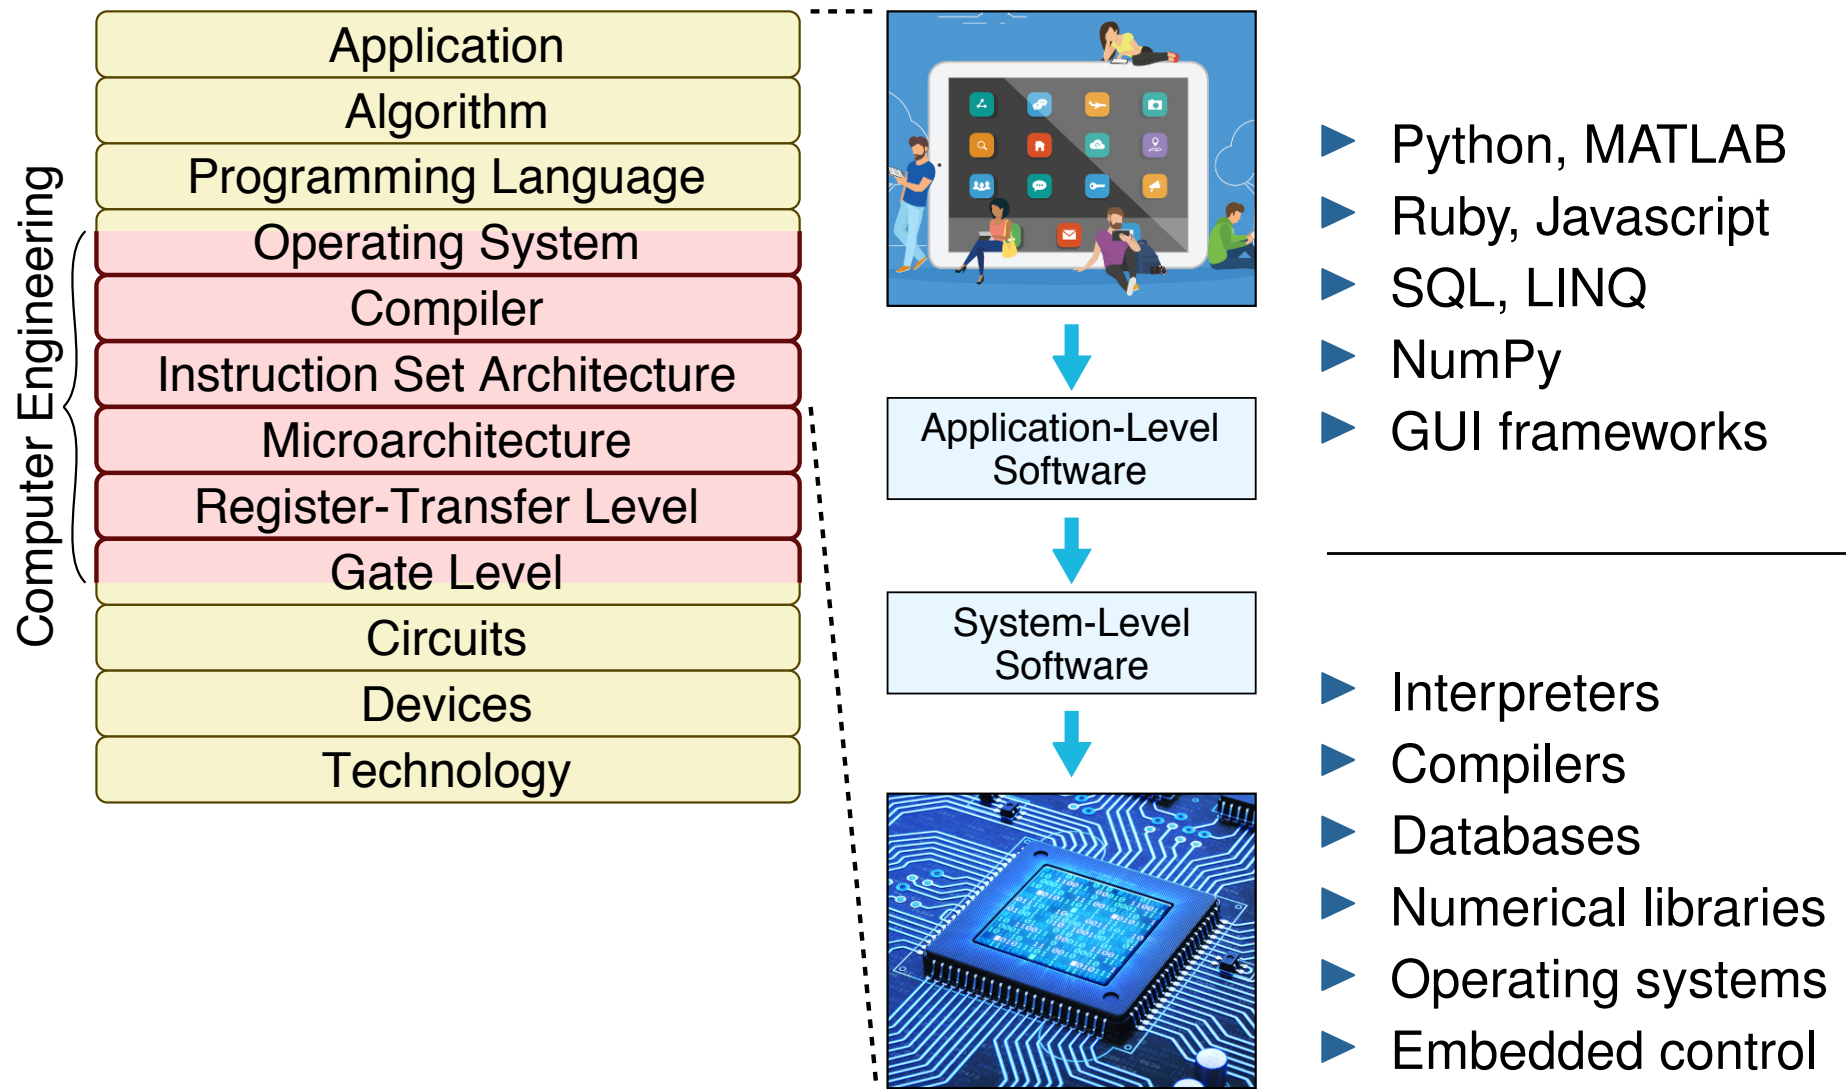 Computer Engineering
Application
Algorithm
Programming Language
Operating System
Compiler
Instruction Set Architecture
Microarchitecture
Register-Transfer Level
Gate Level
Circuits
Devices
Technology
Application-Level
Software
System-Level
Software
Python, MATLAB
Ruby, Javascript
SQL, LINQ
NumPy
GUI frameworks
Interpreters
Compilers
Databases
Numerical libraries
Operating systems
Embedded control